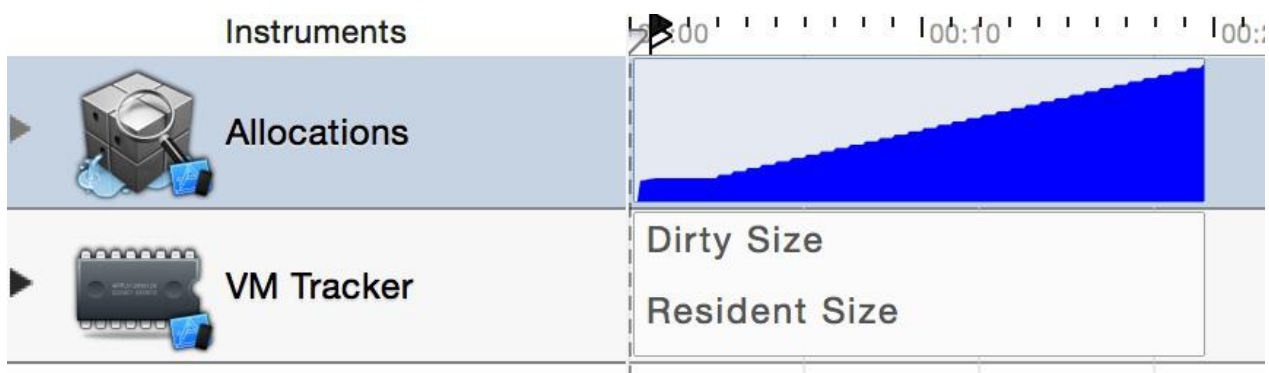 Instruments
00:10
Allocations
VM Tracker
Dirty Size
Resident Size